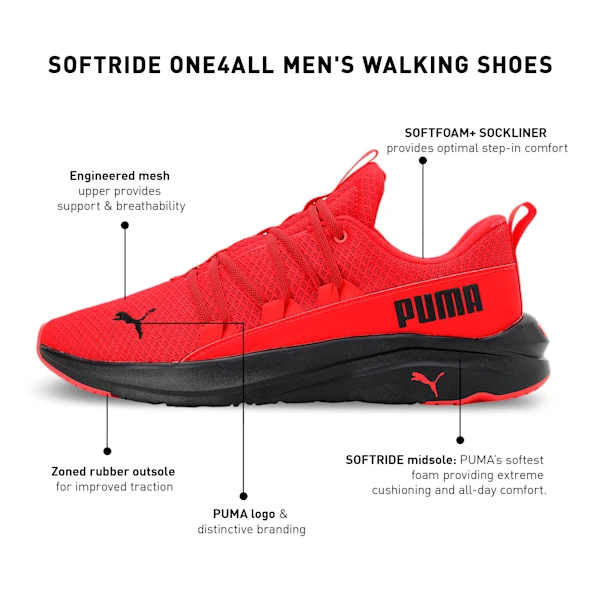 SOFTRIDE ONE4ALL MEN'S WALKING SHOES
SOFTFOAM+ SOCKLINER
provides optimal step-in comfort
Engineered mesh
upper provides
support & breathability
PUMA
Zoned rubber outsole
for improved traction
SOFTRIDE midsole: PUMA's softest
foam providing extreme
cushioning and all-day comfort.
PUMA logo &
distinctive branding